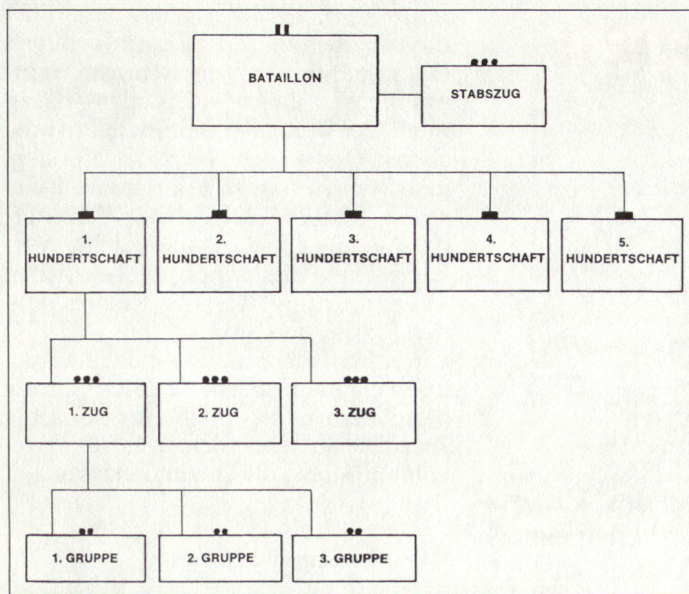 BATAILLON
STABSZUG
1.
HUNDERTSCHAFT
2.
HUNDERTSCHAFT
3.
HUNDERTSCHAFT
4.
HUNDERTSCHAFT
5.
HUNDERTSCHAFT
1. ZUG
2. ZUG
3. ZUG
1. GRUPPE
2. GRUPPE
3. GRUPPE